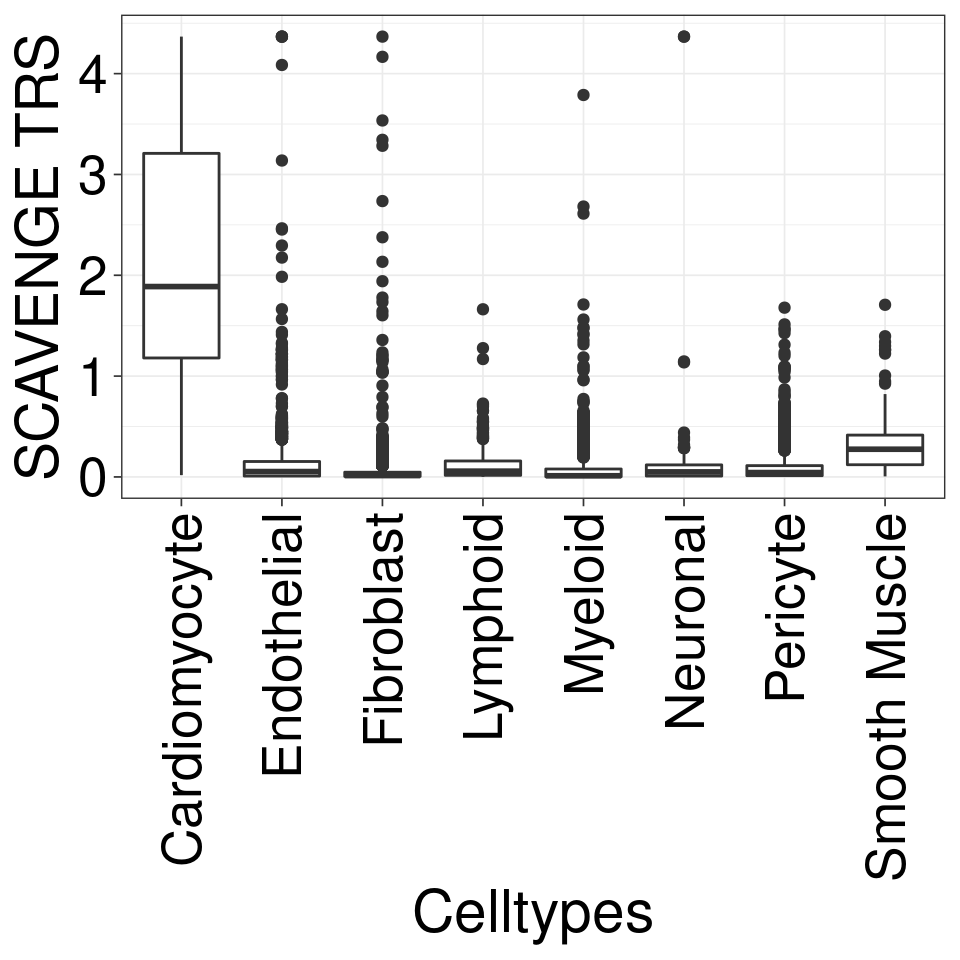 SCAVENGE TRS
4
3
2
1
0
Cardiomyocyte
Endothelial
Fibroblast
Lymphoid
Myeloid
Neuronal
Pericyte
Smooth Muscle
Celltypes